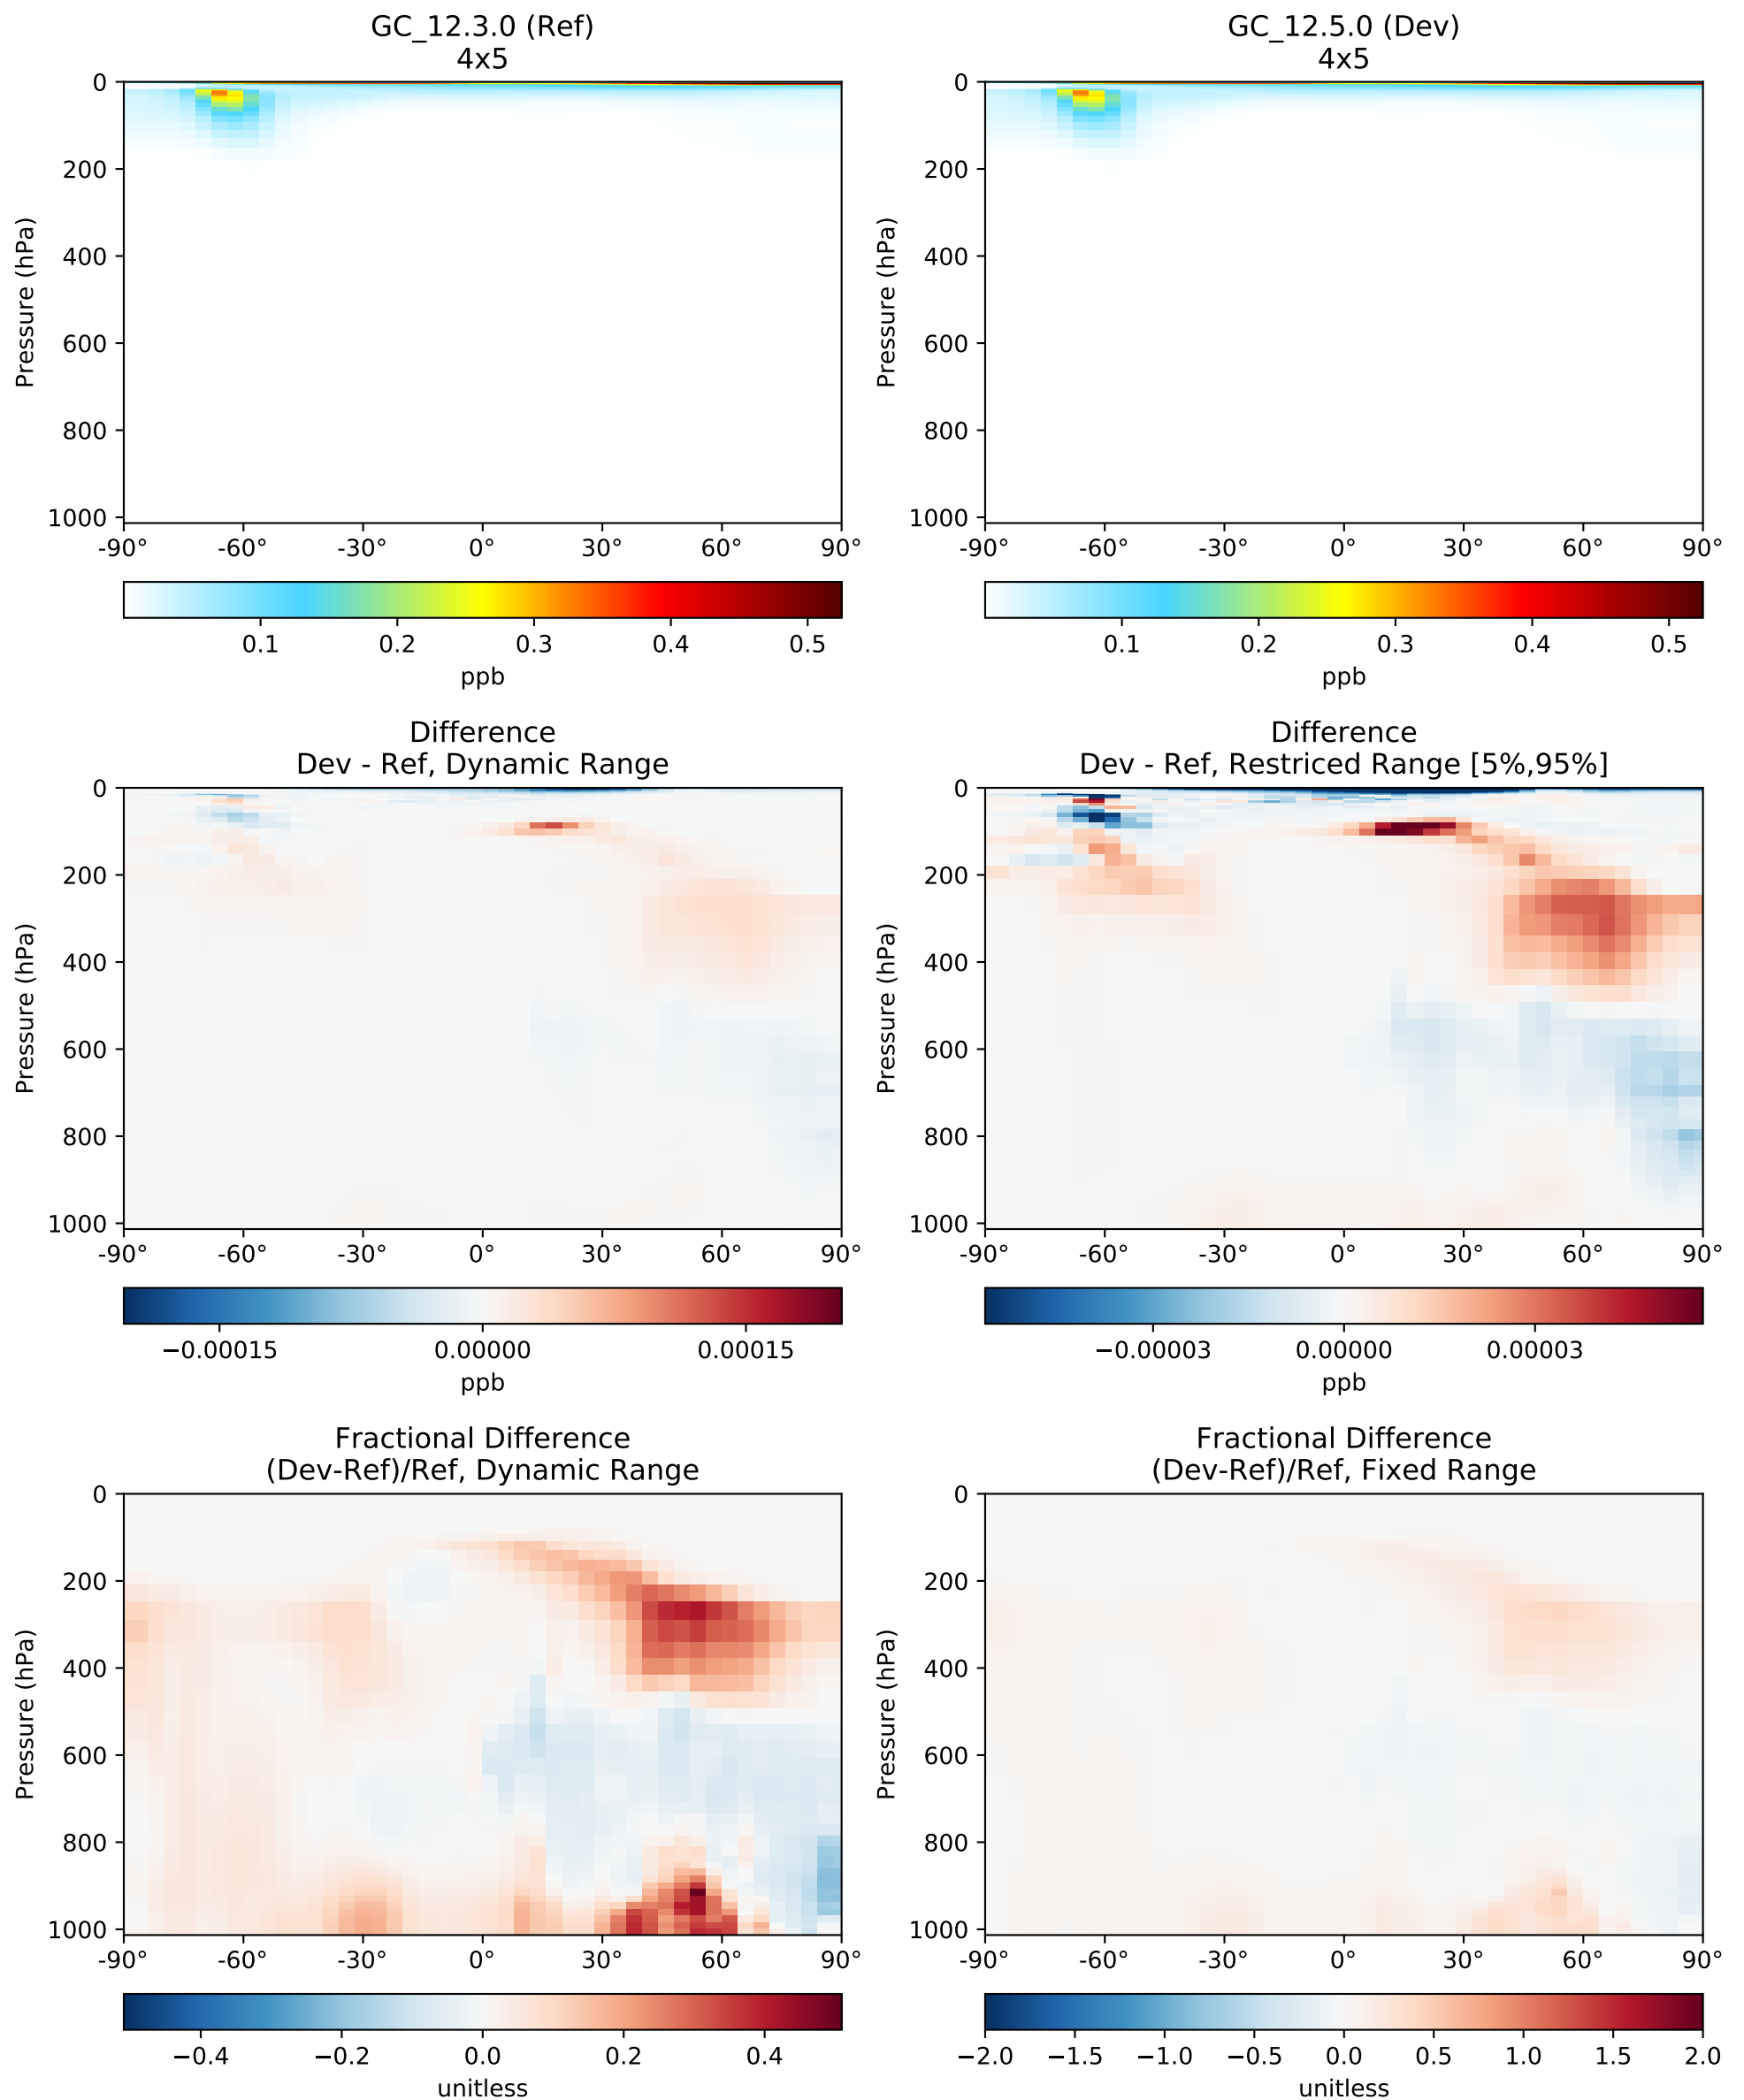 GC_12.3.0 (Ref)
4x5
0
200
400
600
800
1000
Pressure (hPa)
-90° -60° -30° 0° 30° 60° 90°
0.1 0.2 0.3 0.4 0.5
ppb
GC_12.5.0 (Dev)
4x5
0
200
400
600
800
1000
Pressure (hPa)
-90° -60° -30° 0° 30° 60° 90°
0.1 0.2 0.3 0.4 0.5
ppb
Difference
Dev - Ref, Dynamic Range
0
200
400
600
800
1000
Pressure (hPa)
-90° -60° -30° 0° 30° 60° 90°
−0.00015 0.00000 0.00015
ppb
Difference
Dev - Ref, Restriced Range [5%,95%]
0
200
400
600
800
1000
Pressure (hPa)
-90° -60° -30° 0° 30° 60° 90°
−0.00003 0.00000 0.00003
ppb
Fractional Difference
(Dev-Ref)/Ref, Dynamic Range
0
200
400
600
800
1000
Pressure (hPa)
-90° -60° -30° 0° 30° 60° 90°
−0.4 −0.2 0.0 0.2 0.4
unitless
Fractional Difference
(Dev-Ref)/Ref, Fixed Range
0
200
400
600
800
1000
Pressure (hPa)
-90° -60° -30° 0° 30° 60° 90°
−2.0 −1.5 −1.0 −0.5 0.0 0.5 1.0 1.5 2.0
unitless